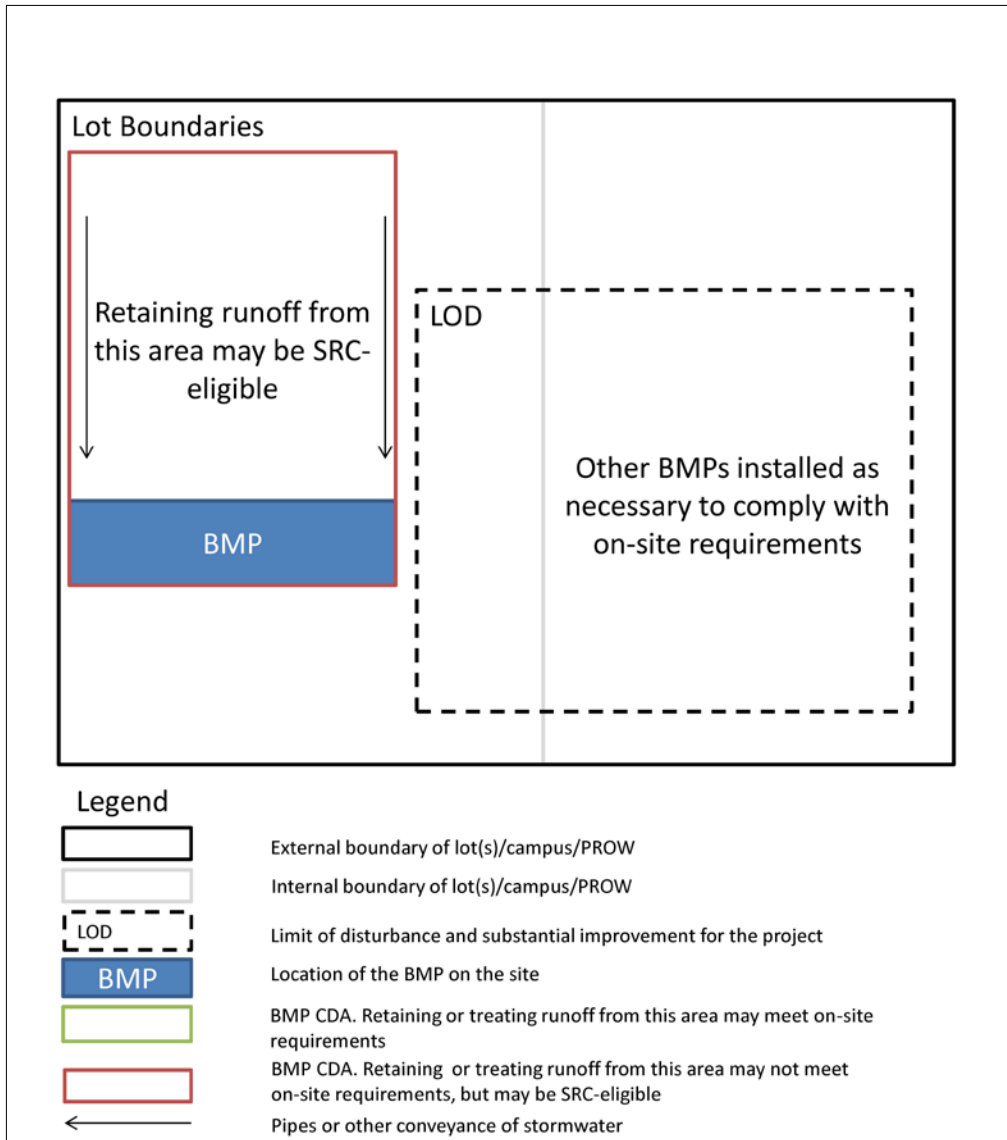 Lot Boundaries
Retaining runoff from
this area may be SRC-
eligible
BMP
LOD
Other BMPs installed as
necessary to comply with
on-site requirements
Legend
External boundary of lot(s)/campus/PROW
Internal boundary of lot(s)/campus/PROW
LOD
Limit of disturbance and substantial improvement for the project
BMP
Location of the BMP on the site
BMP CDA. Retaining or treating runoff from this area may meet on-site
requirements
BMP CDA. Retaining or treating runoff from this area may not meet
on-site requirements, but may be SRC-eligible
Pipes or other conveyance of stormwater